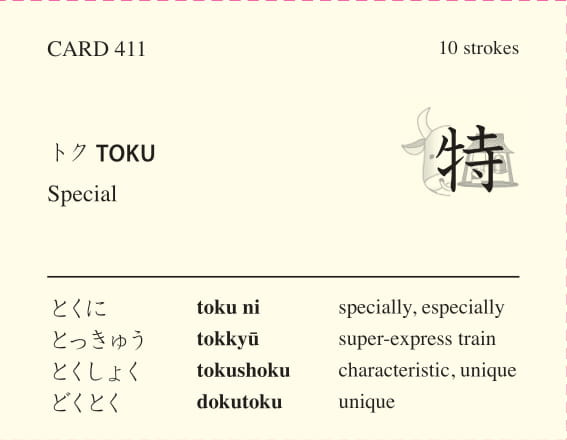 CARD 411 10 strokes
トク TOKU
特
Special
とくに toku ni specially, especially
とっきゅう tokkyū super-express train
とくしょく tokushoku characteristic, unique
どくとく dokutoku unique